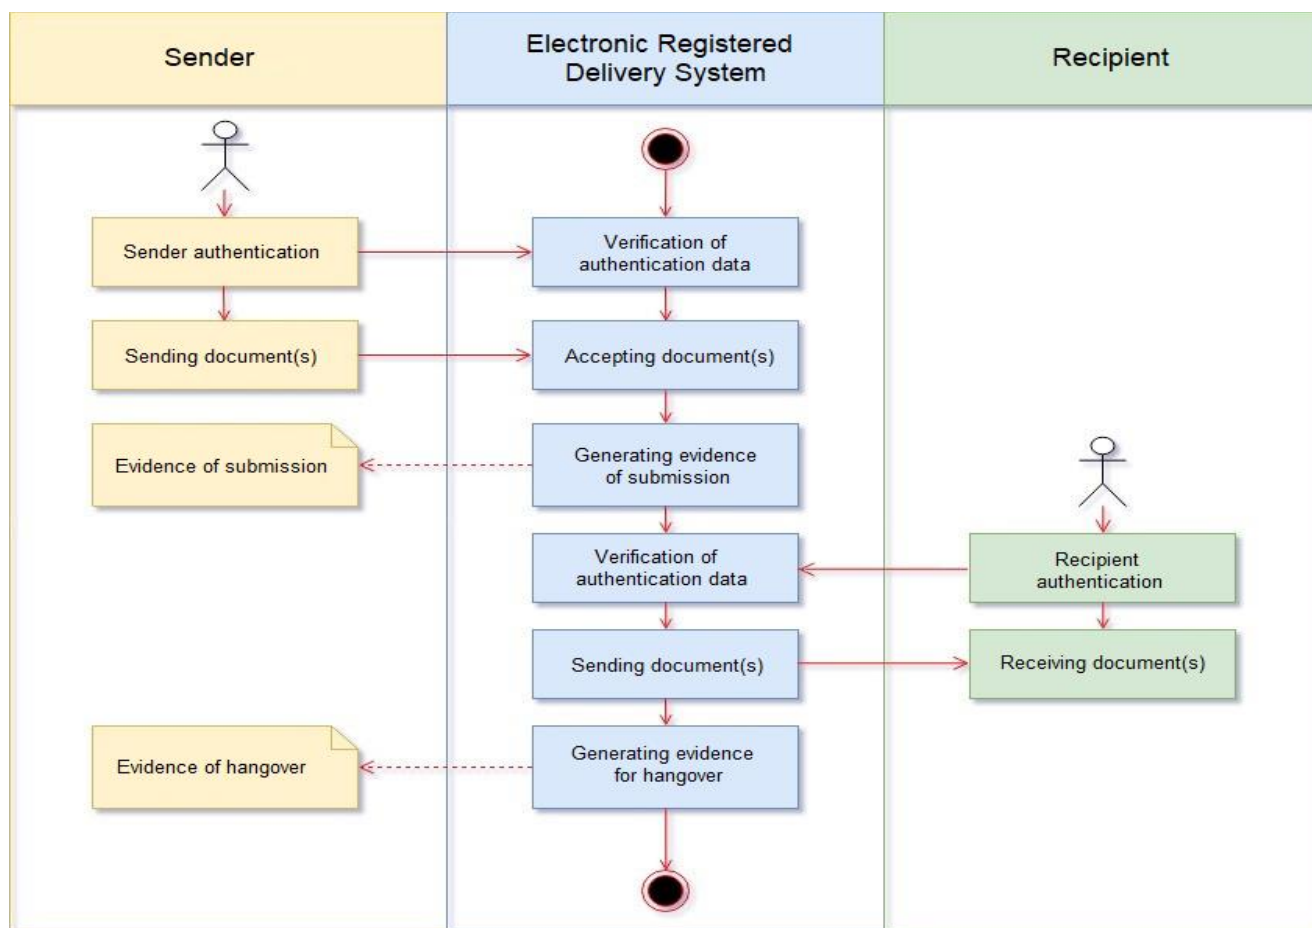 Sender
Electronic Registered
Delivery System
Recipient
Sender authentication
Verification of
authentication data
Sending document(s)
Accepting document(s)
Evidence of submission
Generating evidence
of submission
Verification of
authentication data
Recipient
authentication
Sending document(s)
Receiving document(s)
Evidence of hangover
Generating evidence
for hangover